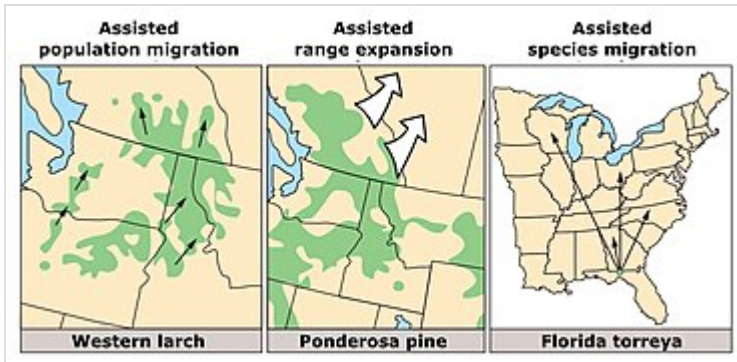 Assisted
population migration
Assisted
range expansion
Assisted
species migration
Western larch
Ponderosa pine
Florida torreya